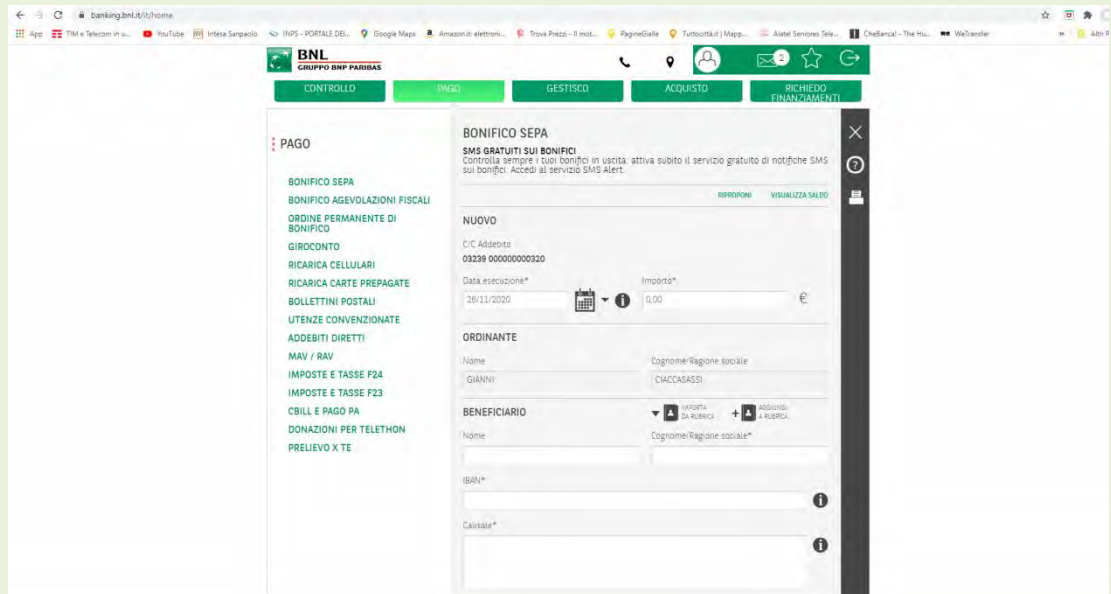 banking.bnl.it/it/home
App
TIM e Telecom in u...
YouTube
Intesa Sanpaolo
INPS - PORTALE DEL...
Google Maps
Amazon.it: elettroni...
Trova Prezzi - Il mot...
PagineGialle
Tuttocittà.it | Mapp...
Alatel Seniores Tele...
CheBanca! - The Hu...
WeTransfer
»
BNL
GRUPPO BNP PARIBAS
2
CONTROLLO
PAGO
GESTISCO
ACQUISTO
RICHIEDO
FINANZIAMENTI
PAGO
BONIFICO SEPA
BONIFICO AGEVOLAZIONI FISCALI
ORDINE PERMANENTE DI
BONIFICO
GIROCONTO
RICARICA CELLULARI
RICARICA CARTE PREPAGATE
BOLLETTINI POSTALI
UTENZE CONVENZIONATE
ADDEBITI DIRETTI
MAV / RAV
IMPOSTE E TASSE F24
IMPOSTE E TASSE F23
CBILL E PAGO PA
DONAZIONI PER TELETHON
PRELIEVO X TE
BONIFICO SEPA
SMS GRATUITI SUI BONIFICI
Controlla sempre i tuoi bonifici in uscita: attiva subito il servizio gratuito di notifiche SMS
sui bonifici. Accedi al servizio SMS Alert.
RIPROPONI VISUALIZZA SALDO
NUOVO
C/C Addebito
03239 000000000320
Data esecuzione* Importo*
26/11/2020 0,00 €
ORDINANTE
Nome Cognome/Ragione sociale
GIANNI CIACCASASSI
BENEFICIARIO
IMPORTA
DA RUBRICA
+
AGGIUNGI
A RUBRICA
Nome Cognome/Ragione sociale*
IBAN*
Causale*